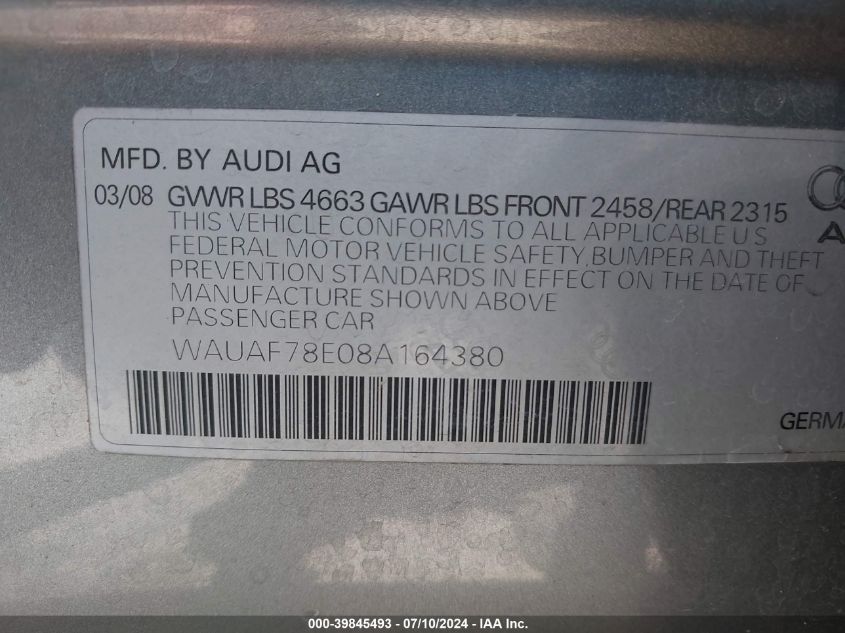 MFD. BY AUDI AG
03/08 GVWR LBS 4663 GAWR LBS FRONT 2458/REAR 2315
THIS VEHICLE CONFORMS TO ALL APPLICABLE U S
FEDERAL MOTOR VEHICLE SAFETY, BUMPER AND THEFT
PREVENTION STANDARDS IN EFFECT ON THE DATE OF
MANUFACTURE SHOWN ABOVE
PASSENGER CAR
WAUAF78E08A164380
000-39845493 - 07/10/2024 - IAA Inc.